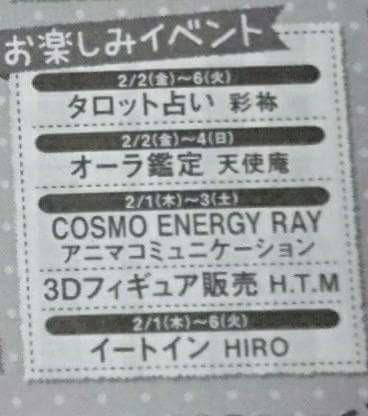 お楽しみイベント
2/2(金)～6(火)
タロット占い 彩祢
2/2(金)～4(日)
オーラ鑑定 天使庵
2/1(木)～3(土)
COSMO ENERGY RAY
アニマコミュニケーション
3Dフィギュア販売 H.T.M
2/1(木)～6(火)
イートイン HIRO